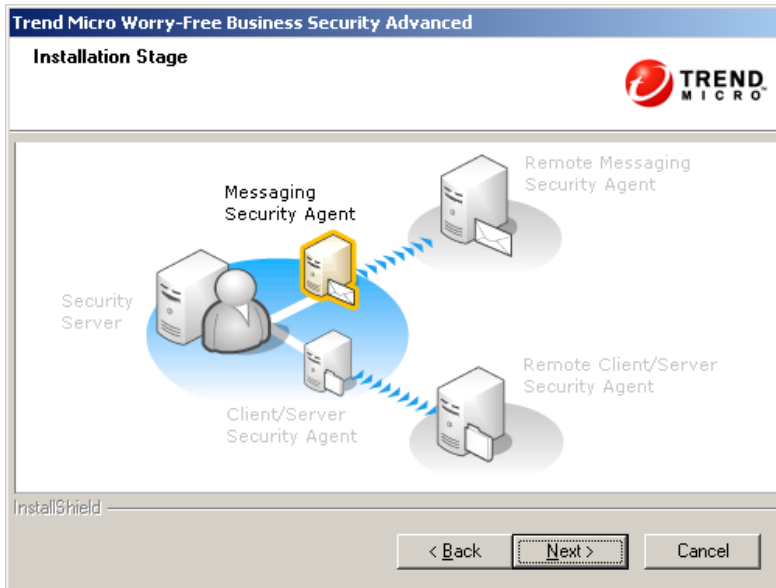 Trend Micro Worry-Free Business Security Advanced
Installation Stage
TREND
MICRO
Remote Messaging
Security Agent
Messaging
Security Agent
Security
Server
Remote Client/Server
Security Agent
Client/Server
Security Agent
InstallShield
< Back
Next >
Cancel